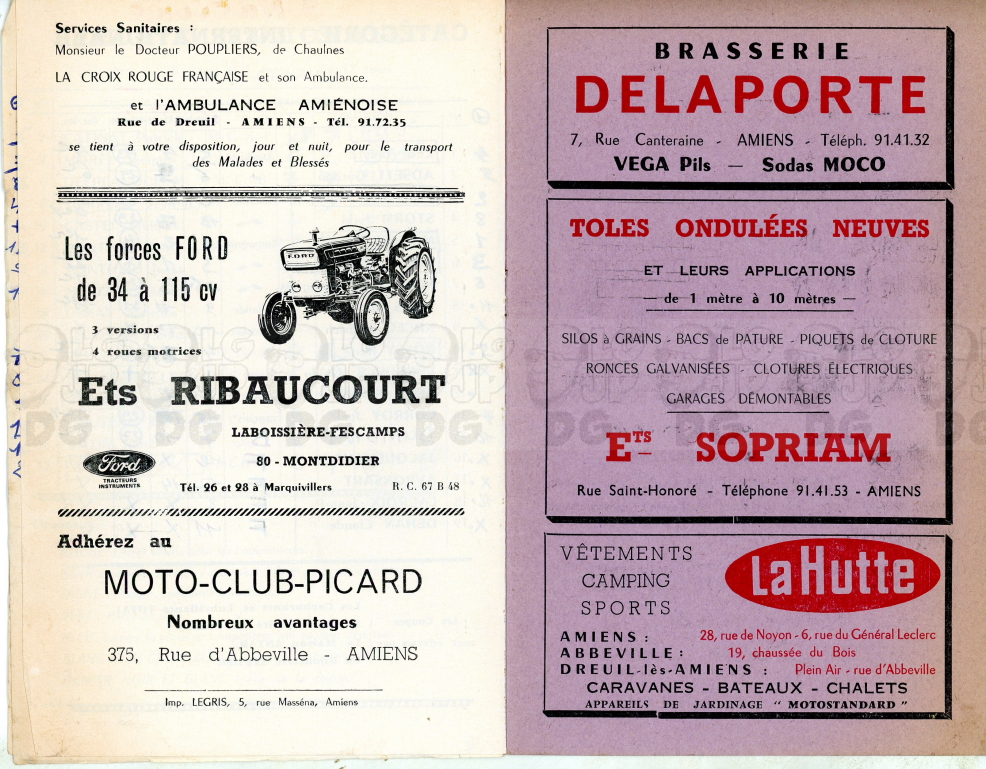 Services Sanitaires :
Monsieur le Docteur POUPLIERS, de Chaulnes
LA CROIX ROUGE FRANÇAISE et son Ambulance.
et l'AMBULANCE AMIÉNOISE
Rue de Dreuil - AMIENS - Tél. 91.72.35
se tient à votre disposition, jour et nuit, pour le transport
des Malades et Blessés
Les forces FORD
de 34 à 115 cv
FORD
3 versions
4 roues motrices
Ets RIBAUCOURT
LABOISSIÈRE-FESCAMPS
80 - MONTDIDIER
Ford
TRACTEURS
INSTRUMENTS
Tél. 26 et 28 à Marquivillers R. C. 67 B 48
Adhérez au
MOTO-CLUB-PICARD
Nombreux avantages
375, Rue d'Abbeville - AMIENS
Imp. LEGRIS, 5, rue Masséna, Amiens
BRASSERIE
DELAPORTE
7, Rue Canteraine - AMIENS - Téléph. 91.41.32
VEGA Pils — Sodas MOCO
TOLES ONDULÉES NEUVES
ET LEURS APPLICATIONS
— de 1 mètre à 10 mètres —
SILOS à GRAINS - BACS de PATURE - PIQUETS de CLOTURE
RONCES GALVANISÉES - CLOTURES ÉLECTRIQUES
GARAGES DÉMONTABLES
ETS SOPRIAM
Rue Saint-Honoré - Téléphone 91.41.53 - AMIENS
VÊTEMENTS
CAMPING
SPORTS
LaHutte
AMIENS : 28, rue de Noyon - 6, rue du Général Leclerc
ABBEVILLE : 19, chaussée du Bois
DREUIL-lès-AMIENS : Plein Air - rue d'Abbeville
CARAVANES - BATEAUX - CHALETS
APPAREILS DE JARDINAGE " MOTOSTANDARD "
LG JP DG